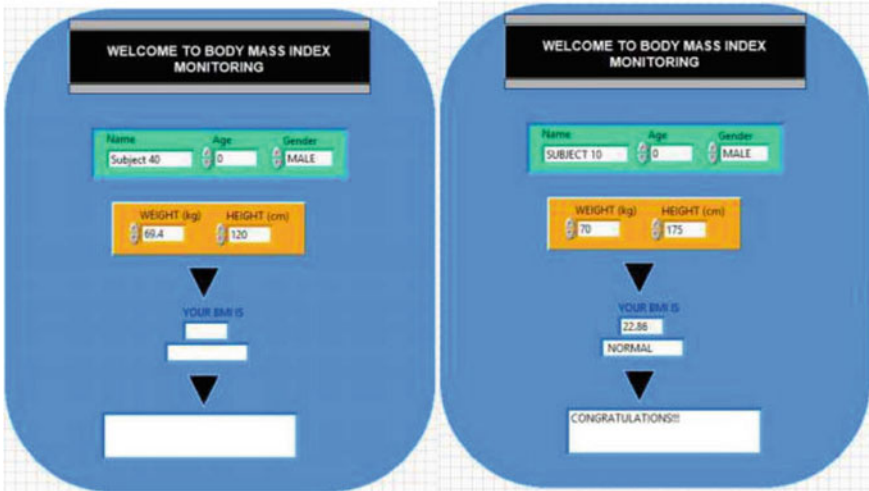 WELCOME TO BODY MASS INDEX
MONITORING
Name Age Gender
Subject 40 0 MALE
WEIGHT (kg) HEIGHT (cm)
69.4 120
YOUR BMI IS
WELCOME TO BODY MASS INDEX
MONITORING
Name Age Gender
SUBJECT 10 0 MALE
WEIGHT (kg) HEIGHT (cm)
70 175
YOUR BMI IS
22.86
NORMAL
CONGRATULATIONS!!!